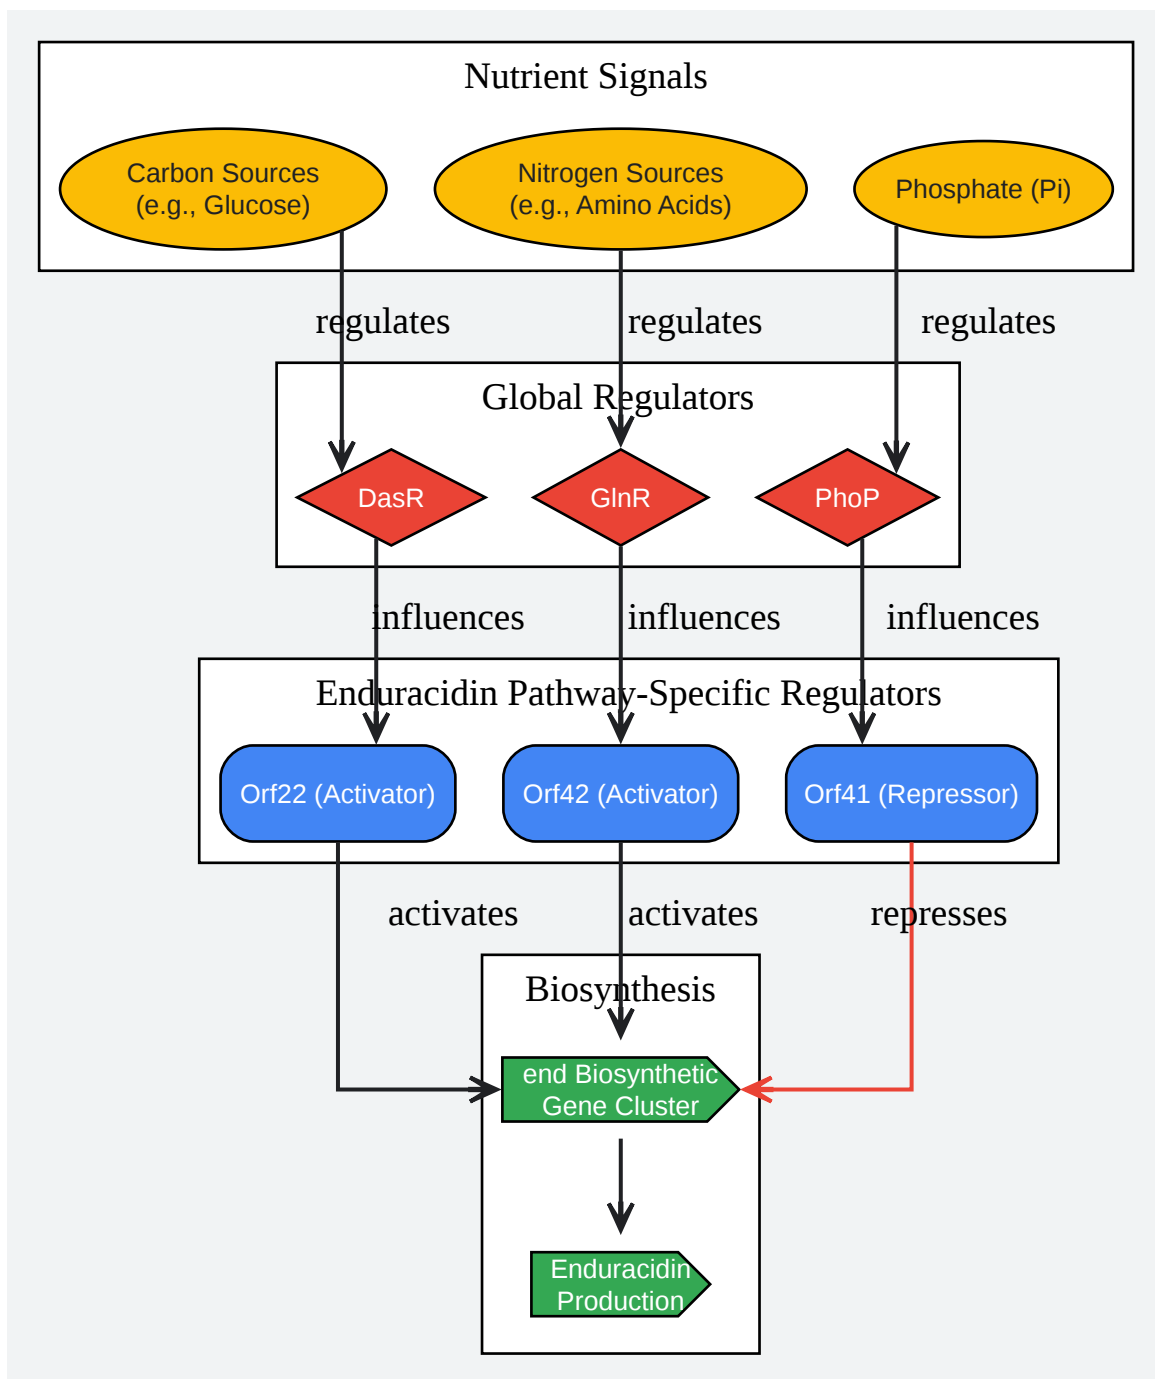 Nutrient Signals
Carbon Sources
(e.g., Glucose)
Nitrogen Sources
(e.g., Amino Acids)
Phosphate (Pi)
regulates
regulates
regulates
Global Regulators
DasR
GlnR
PhoP
influences
influences
influences
Enduracidin Pathway-Specific Regulators
Orf22 (Activator)
Orf42 (Activator)
Orf41 (Repressor)
activates
activates
represses
Biosynthesis
end Biosynthetic
Gene Cluster
Enduracidin
Production